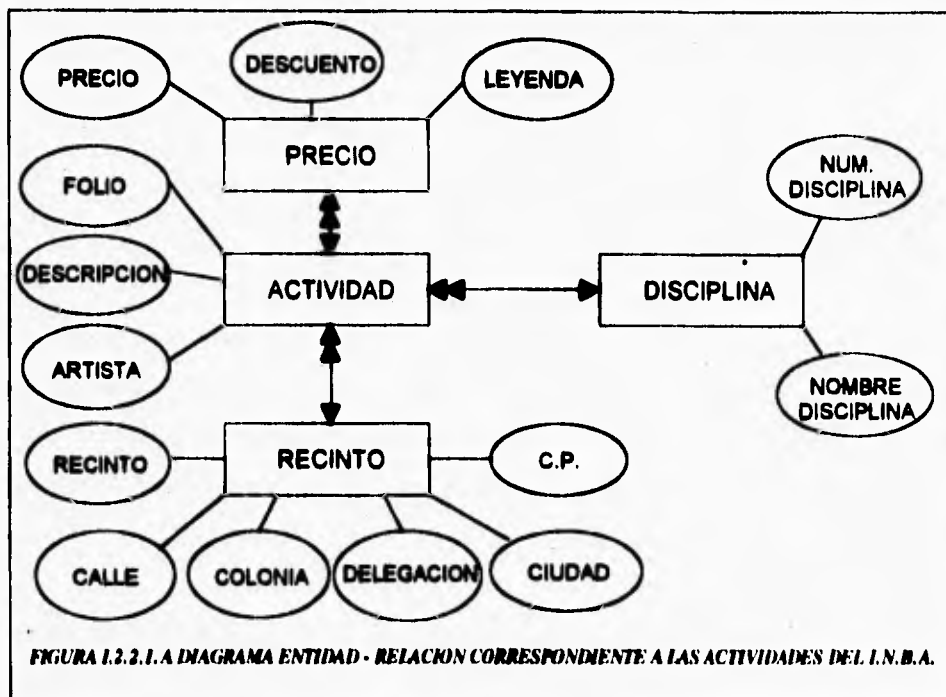 DESCUENTO
PRECIO
LEYENDA
PRECIO
NUM.
DISCIPLINA
FOLIO
DESCRIPCION
ACTIVIDAD
DISCIPLINA
ARTISTA
NOMBRE
DISCIPLINA
RECINTO
RECINTO
C.P.
CALLE
COLONIA
DELEGACION
CIUDAD
FIGURA I.2.2.1.A DIAGRAMA ENTIDAD - RELACION CORRESPONDIENTE A LAS ACTIVIDADES DEL I.N.B.A.